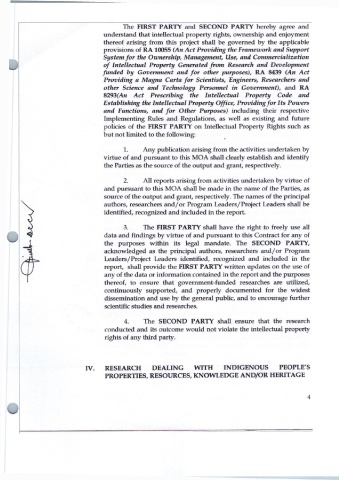 The FIRST PARTY and SECOND PARTY hereby agree and
understand that intellectual property rights, ownership and enjoyment
thereof arising from this project shall be governed by the applicable
provisions of RA 10055 (An Act Providing the Framework and Support
System for the Ownership, Management, Use, and Commercialization
of Intellectual Property Generated from Research and Development
funded by Government and for other purposes), RA 8439 (An Act
Providing a Magna Carta for Scientists, Engineers, Researchers and
other Science and Technology Personnel in Government), and RA
8293(An Act Prescribing the Intellectual Property Code and
Establishing the Intellectual Property Office, Providing for Its Powers
and Functions, and for Other Purposes) including their respective
Implementing Rules and Regulations, as well as existing and future
policies of the FIRST PARTY on Intellectual Property Rights such as
but not limited to the following:
1. Any publication arising from the activities undertaken by
virtue of and pursuant to this MOA shall clearly establish and identify
the Parties as the source of the output and grant, respectively.
2. All reports arising from activities undertaken by virtue of
and pursuant to this MOA shall be made in the name of the Parties, as
source of the output and grant, respectively. The names of the principal
authors, researchers and/or Program Leaders/Project Leaders shall be
identified, recognized and included in the report.
3. The FIRST PARTY shall have the right to freely use all
data and findings by virtue of and pursuant to this Contract for any of
the purposes within its legal mandate. The SECOND PARTY,
acknowledged as the principal authors, researchers and/or Program
Leaders/Project Leaders identified, recognized and included in the
report, shall provide the FIRST PARTY written updates on the use of
any of the data or information contained in the report and the purposes
thereof, to ensure that government-funded researches are utilized,
continuously supported, and properly documented for the widest
dissemination and use by the general public, and to encourage further
scientific studies and researches.
4. The SECOND PARTY shall ensure that the research
conducted and its outcome would not violate the intellectual property
rights of any third party.
IV. RESEARCH DEALING WITH INDIGENOUS PEOPLE'S
PROPERTIES, RESOURCES, KNOWLEDGE AND/OR HERITAGE
4